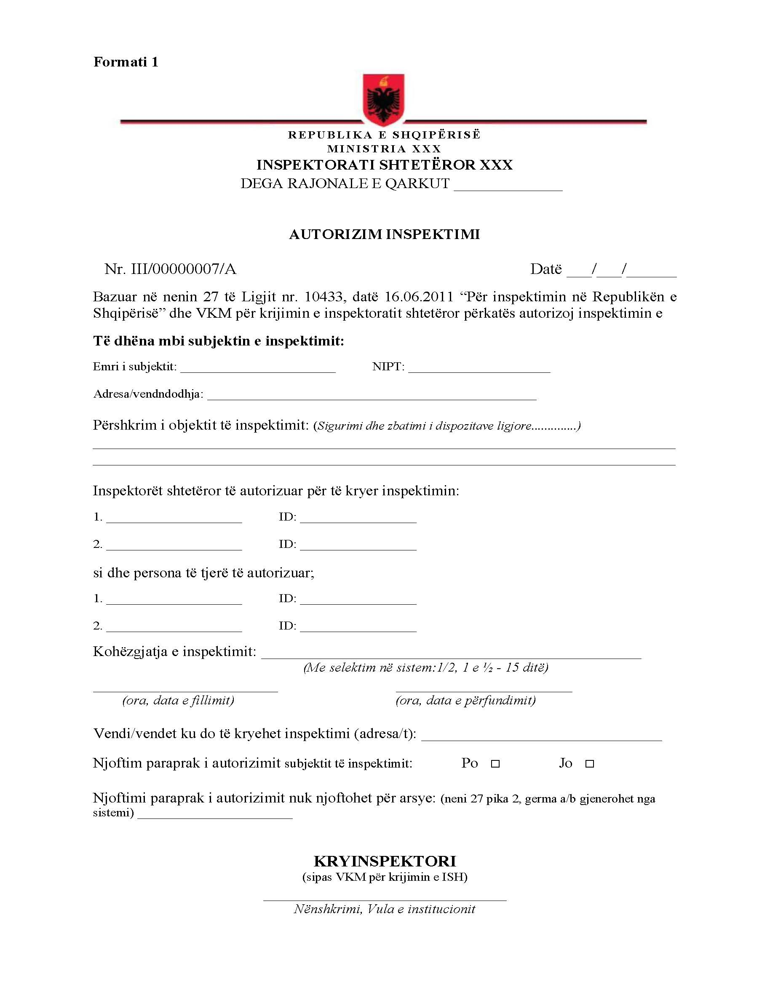 Formati 1
REPUBLIKA E SHQIPËRISË
MINISTRIA XXX
INSPEKTORATI SHTETËROR XXX
DEGA RAJONALE E QARKUT ______________
AUTORIZIM INSPEKTIMI
Nr. III/00000007/A Datë ___/___/______
Bazuar në nenin 27 të Ligjit nr. 10433, datë 16.06.2011 “Për inspektimin në Republikën e
Shqipërisë” dhe VKM për krijimin e inspektoratit shtetëror përkatës autorizoj inspektimin e
Të dhëna mbi subjektin e inspektimit:
Emri i subjektit: ________________________ NIPT: ______________________
Adresa/vendndodhja: ___________________________________________________
Përshkrim i objektit të inspektimit: (Sigurimi dhe zbatimi i dispozitave ligjore..............)
Inspektorët shtetëror të autorizuar për të kryer inspektimin:
1. _____________________ ID: __________________
2. _____________________ ID: __________________
si dhe persona të tjerë të autorizuar;
1. _____________________ ID: __________________
2. _____________________ ID: __________________
Kohëzgjatja e inspektimit: ______________________________________________
(Me selektim në sistem:1/2, 1 e ½ - 15 ditë)
(ora, data e fillimit) (ora, data e përfundimit)
Vendi/vendet ku do të kryehet inspektimi (adresa/t): ______________________________
Njoftim paraprak i autorizimit subjektit të inspektimit: Po □ Jo □
Njoftimi paraprak i autorizimit nuk njoftohet për arsye: (neni 27 pika 2, germa a/b gjenerohet nga
sistemi) ________________________
KRYINSPEKTORI
(sipas VKM për krijimin e ISH)
Nënshkrimi, Vula e institucionit